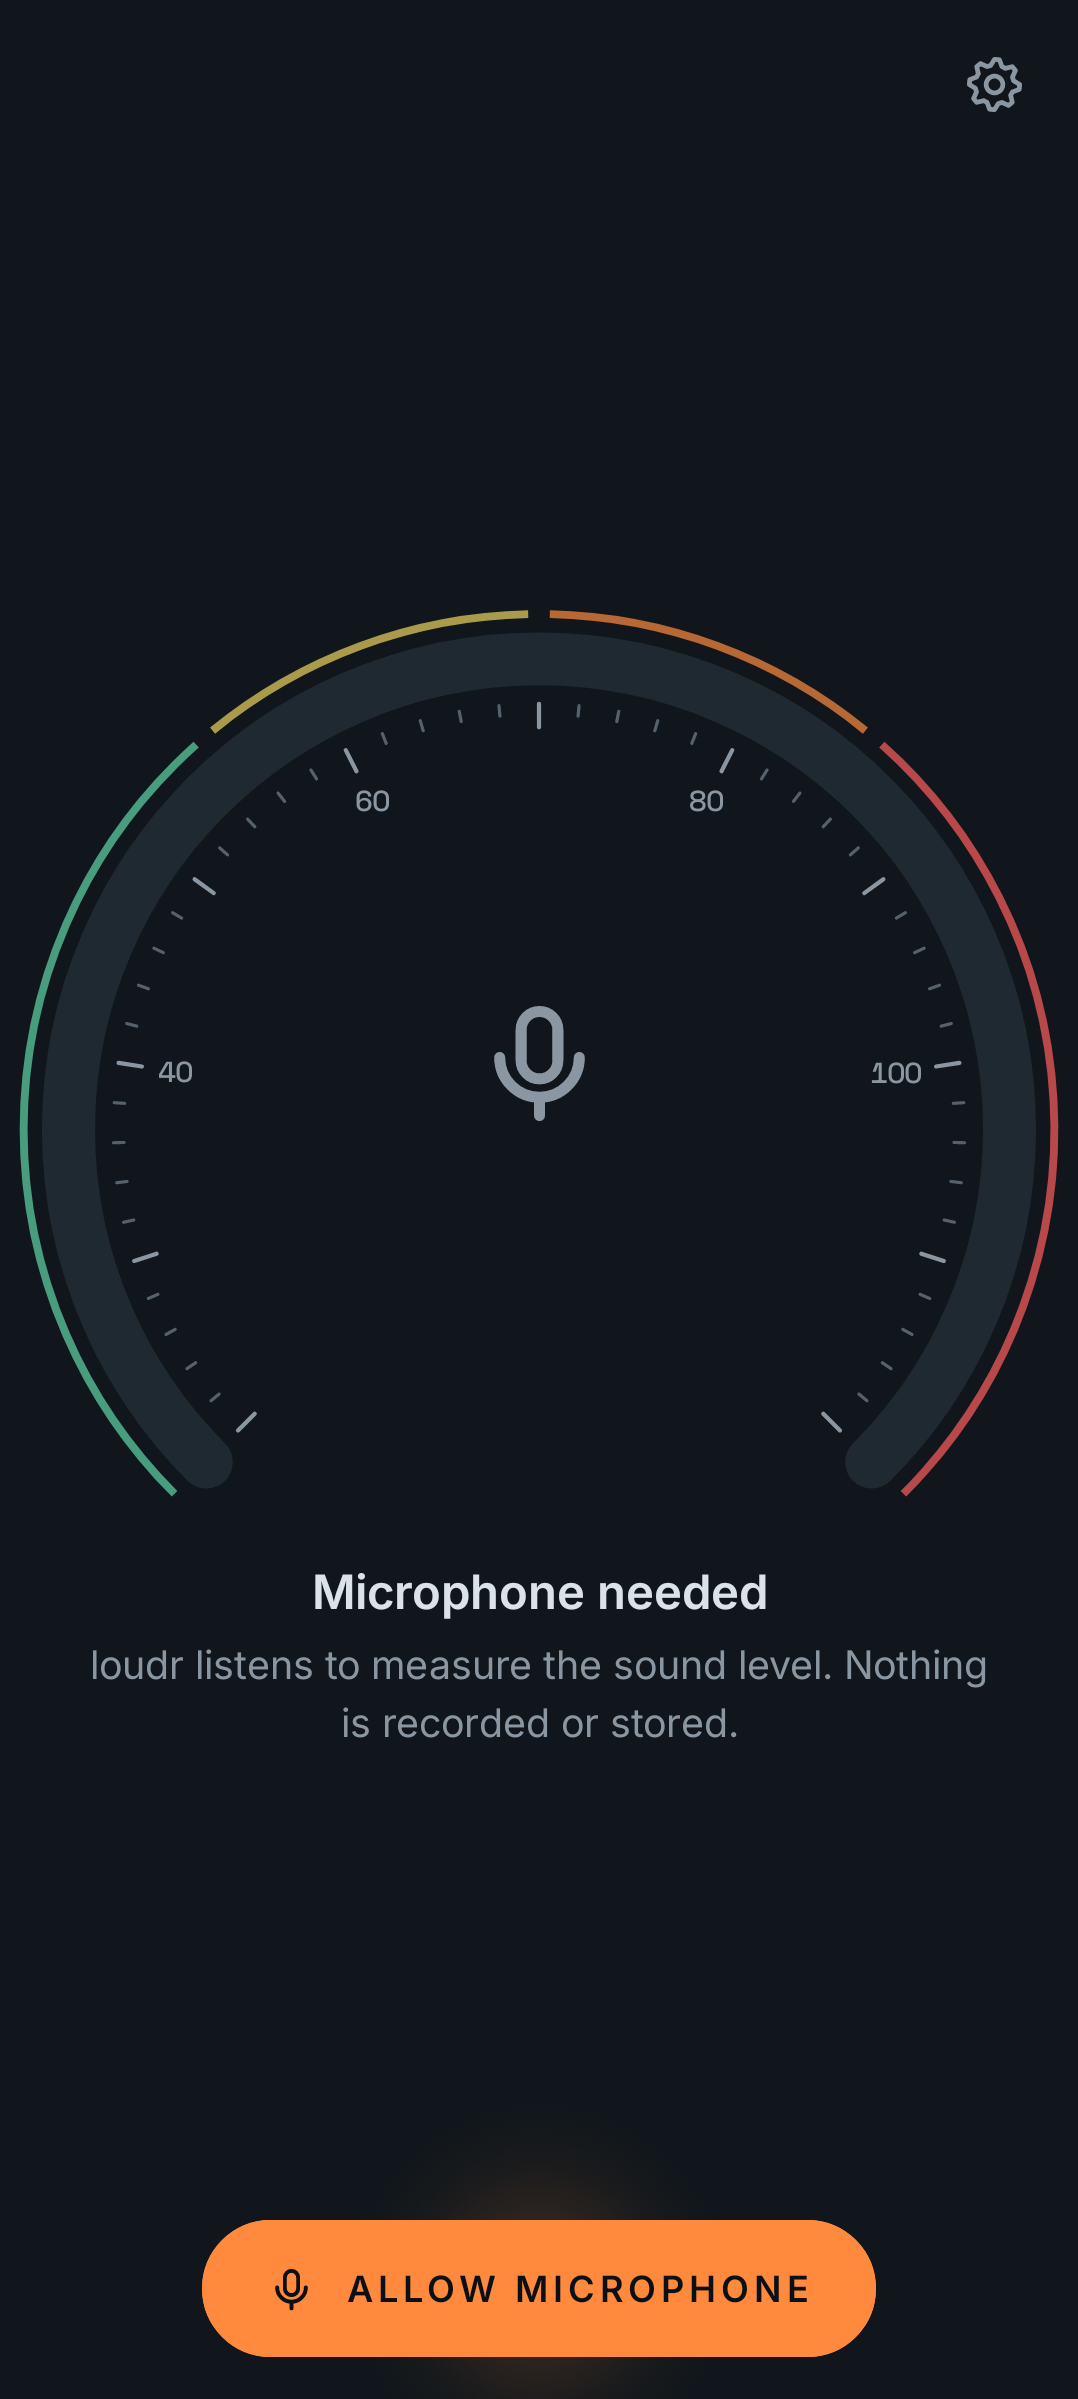 60
80
40
100
Microphone needed
loudr listens to measure the sound level. Nothing
is recorded or stored.
ALLOW MICROPHONE